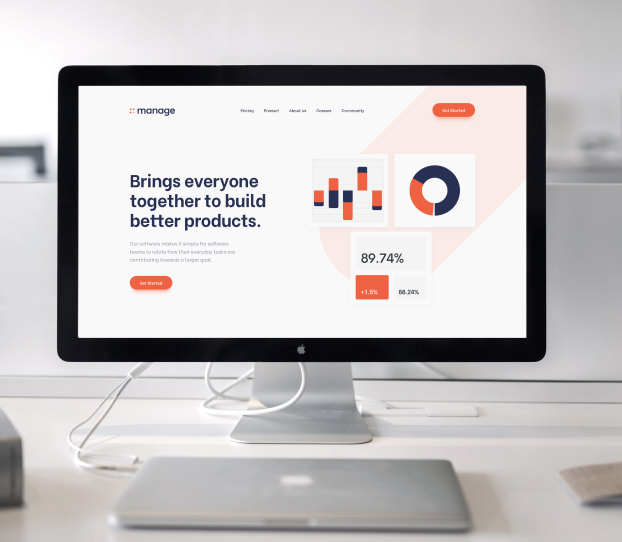 manage
Pricing Product About Us Careers Community
Get Started
Brings everyone
together to build
better products.
Our software makes it simple for software
teams to relate how their everyday tasks are
contributing towards a larger goal.
Get Started
89.74%
+1.5%
88.24%